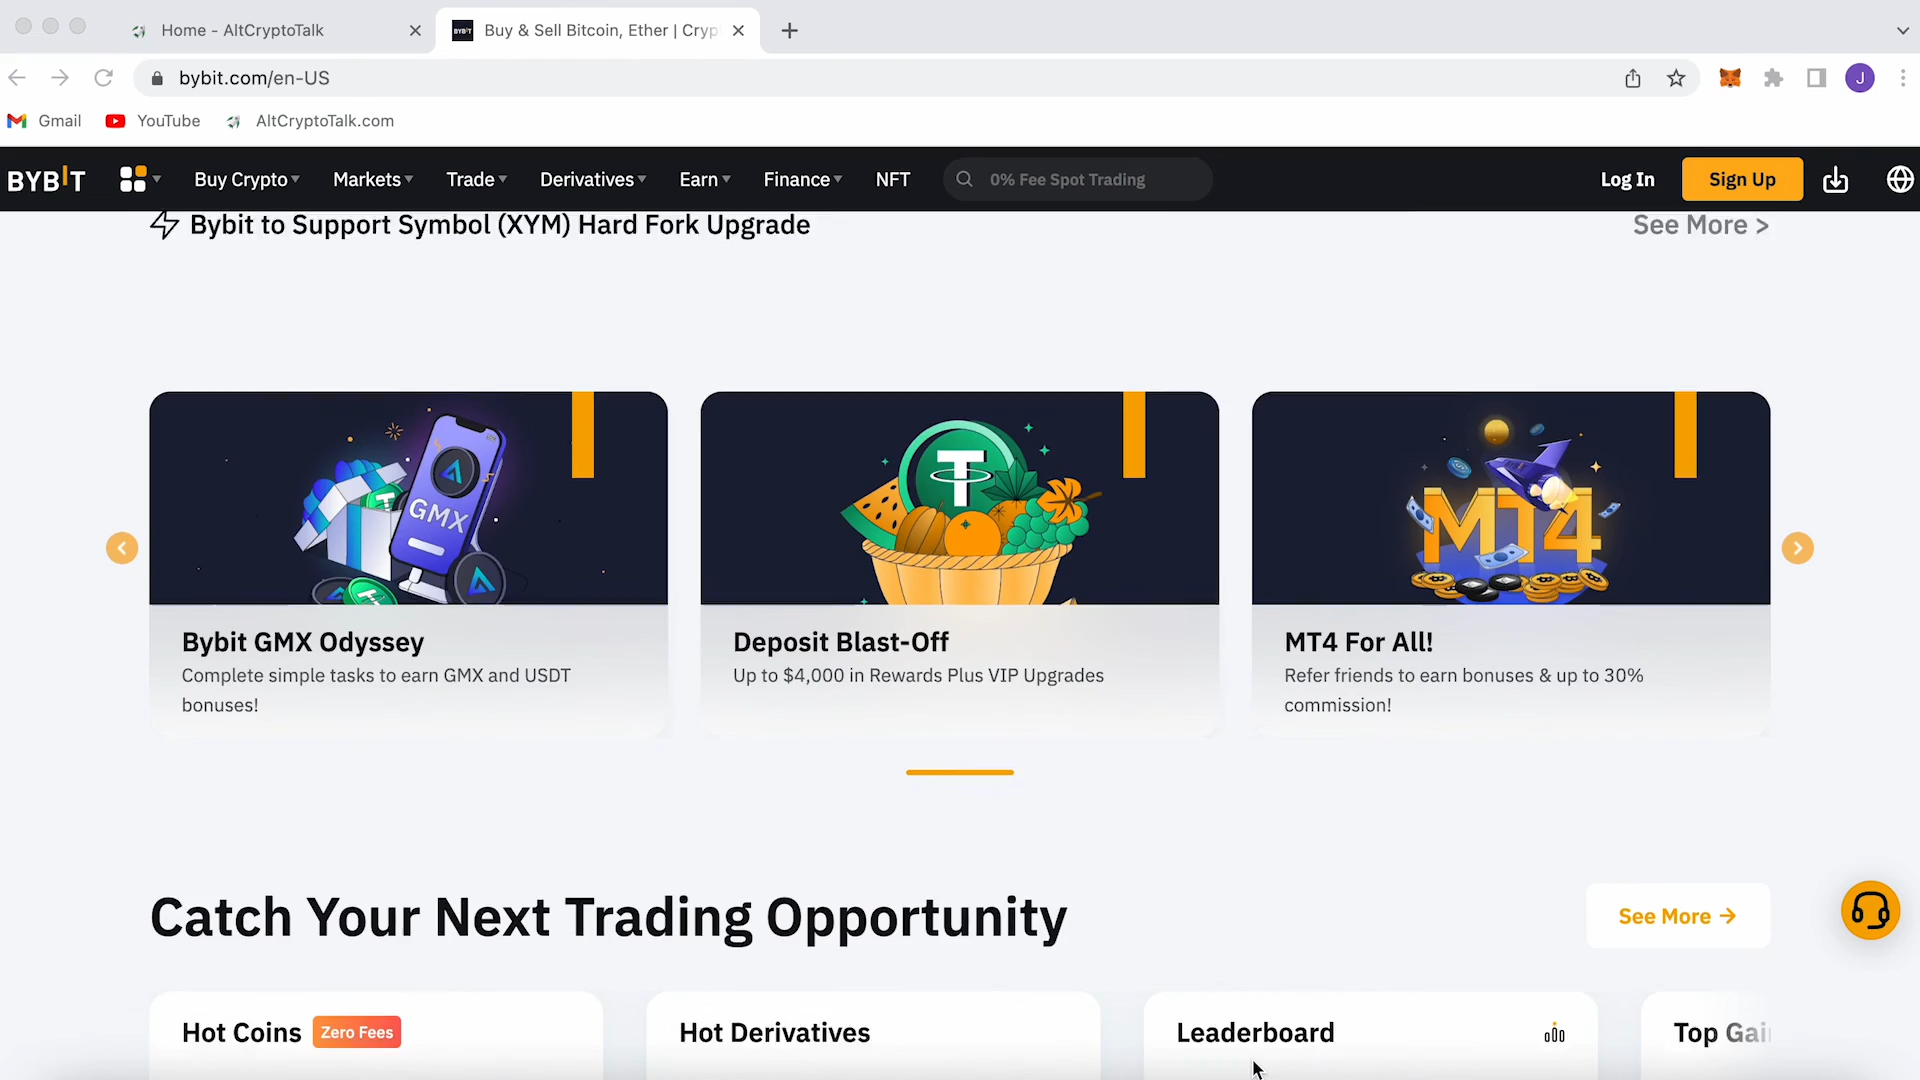 Home - AltCryptoTalk
BYBIT
Buy & Sell Bitcoin, Ether | Cryp
bybit.com/en-US
J
Gmail
YouTube
AltCryptoTalk.com
BYBIT
Buy Crypto
Markets
Trade
Derivatives
Earn
Finance
NFT
0% Fee Spot Trading
Log In
Sign Up
Bybit to Support Symbol (XYM) Hard Fork Upgrade
See More >
GMX
MT4
Bybit GMX Odyssey
Complete simple tasks to earn GMX and USDT
bonuses!
Deposit Blast-Off
Up to $4,000 in Rewards Plus VIP Upgrades
MT4 For All!
Refer friends to earn bonuses & up to 30%
commission!
Catch Your Next Trading Opportunity
See More →
Hot Coins
Zero Fees
Hot Derivatives
Leaderboard
Top Gai